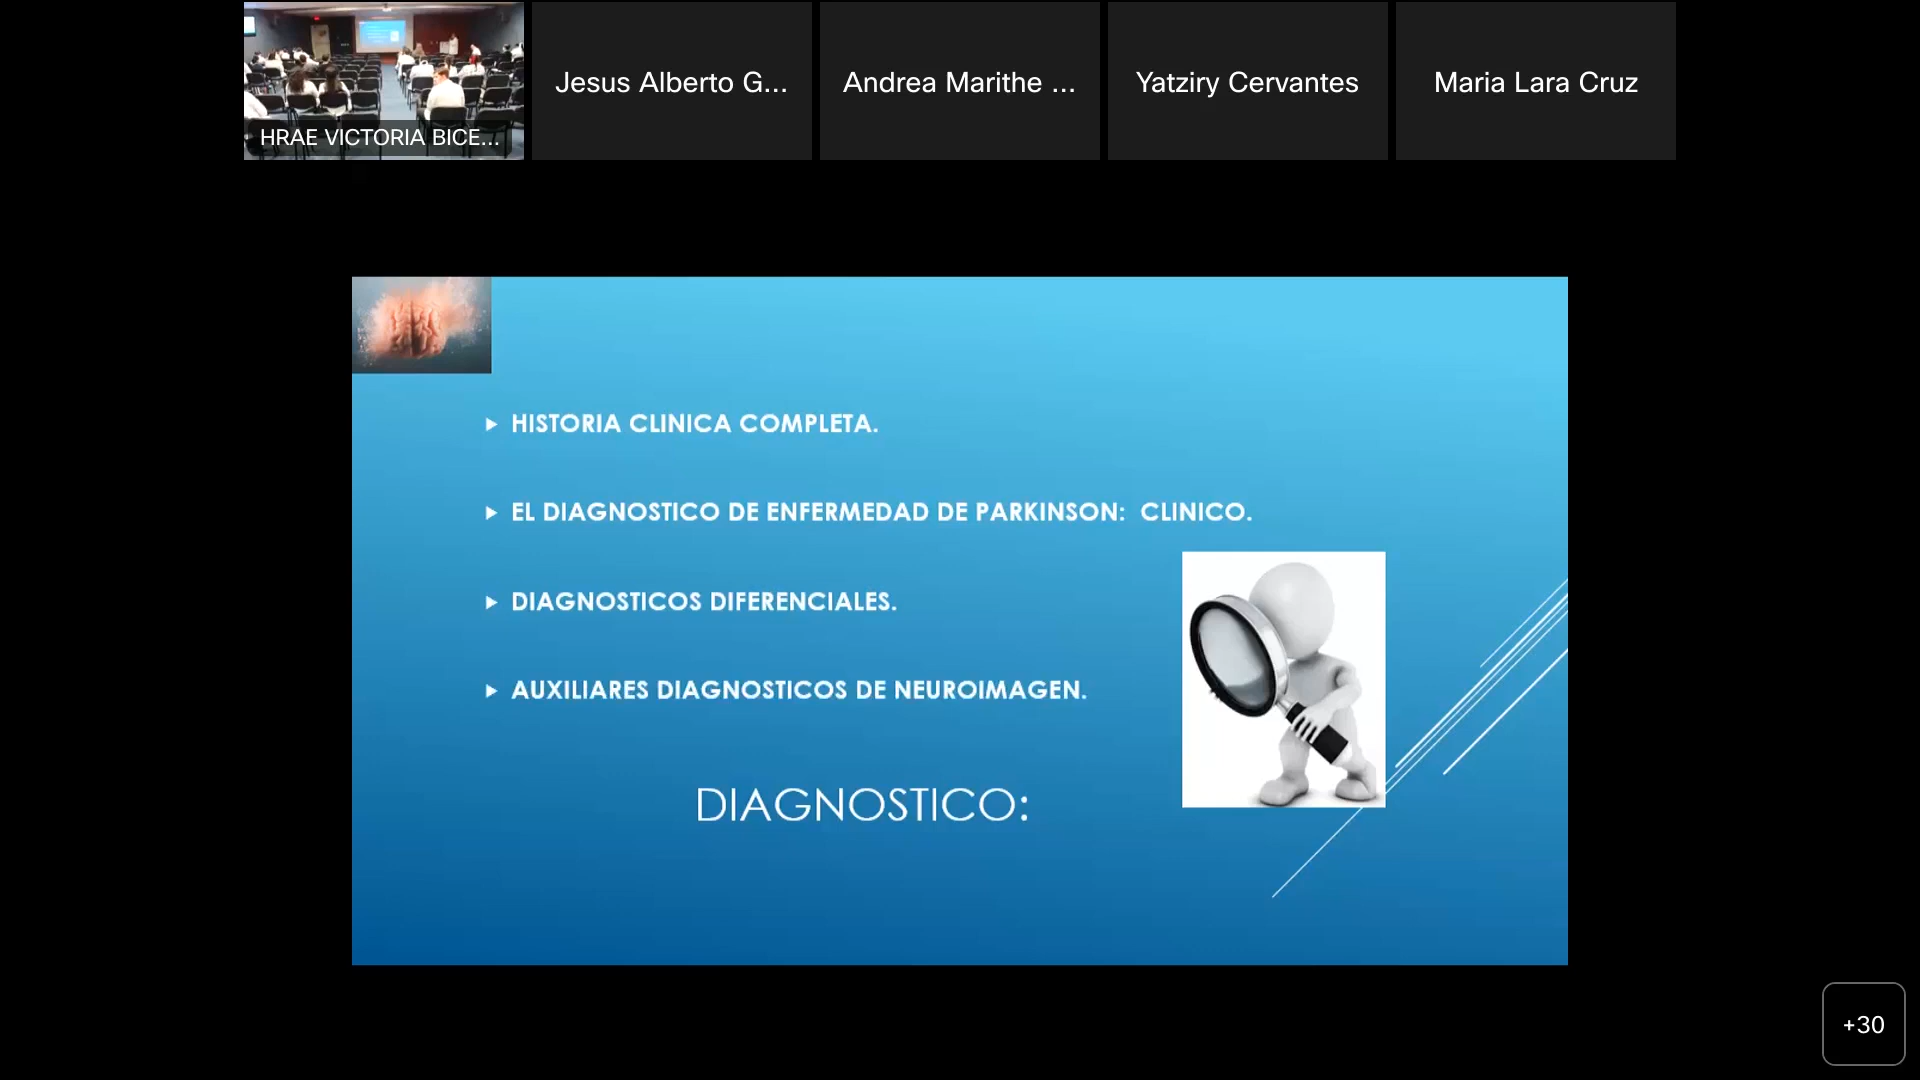 HRAE VICTORIA BICE...
Jesus Alberto G...
Andrea Marithe ...
Yatziry Cervantes
Maria Lara Cruz
HISTORIA CLINICA COMPLETA.
EL DIAGNOSTICO DE ENFERMEDAD DE PARKINSON: CLINICO.
DIAGNOSTICOS DIFERENCIALES.
AUXILIARES DIAGNOSTICOS DE NEUROIMAGEN.
DIAGNOSTICO:
+30